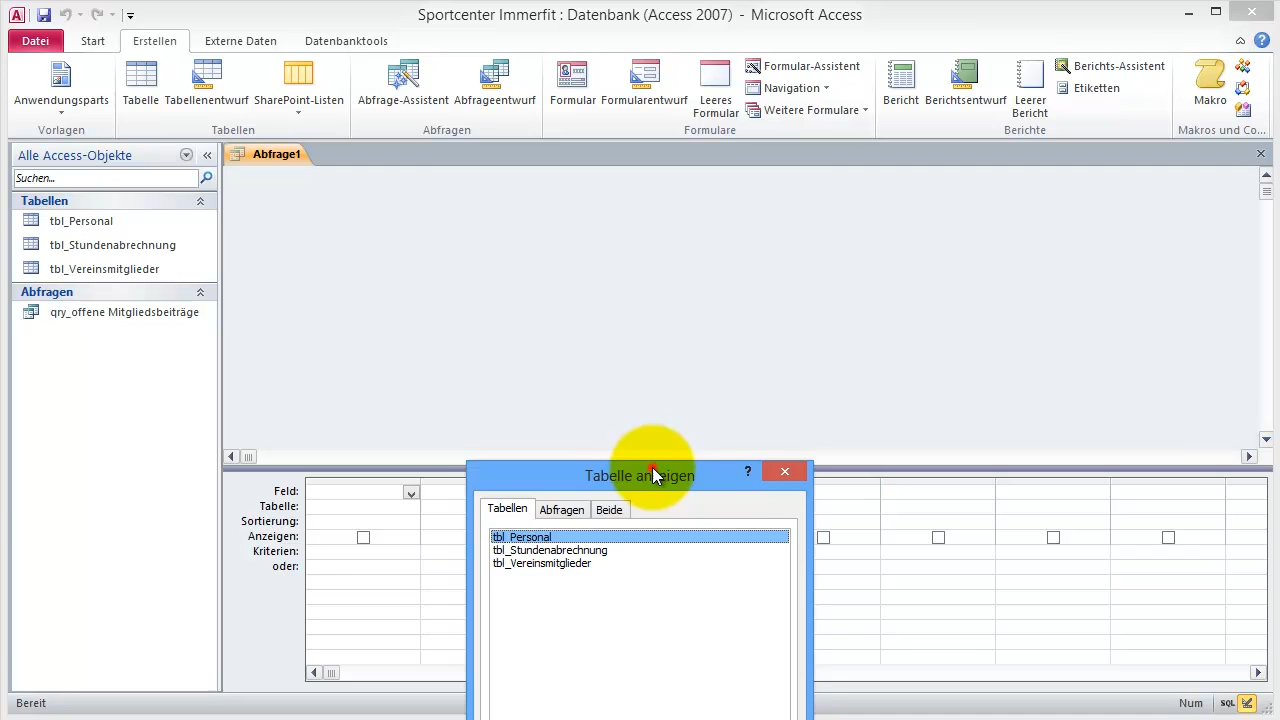 Sportcenter Immerfit : Datenbank (Access 2007) - Microsoft Access
Datei Start Erstellen Externe Daten Datenbanktools
Anwendungsparts
Vorlagen
Tabelle Tabellenentwurf SharePoint-Listen
Tabellen
Abfrage-Assistent Abfrageentwurf
Abfragen
Formular Formularentwurf Leeres Formular
Formular-Assistent
Navigation
Weitere Formulare
Formulare
Bericht Berichtsentwurf Leerer Bericht
Berichts-Assistent
Etiketten
Berichte
Makro
Makros und Co...
Alle Access-Objekte
Suchen...
Tabellen
tbl_Personal
tbl_Stundenabrechnung
tbl_Vereinsmitglieder
Abfragen
qry_offene Mitgliedsbeiträge
Abfrage1
Feld:
Tabelle:
Sortierung:
Anzeigen:
Kriterien:
oder:
Tabelle anzeigen
Tabellen Abfragen Beide
tbl_Personal
tbl_Stundenabrechnung
tbl_Vereinsmitglieder
Bereit
Num
SQL